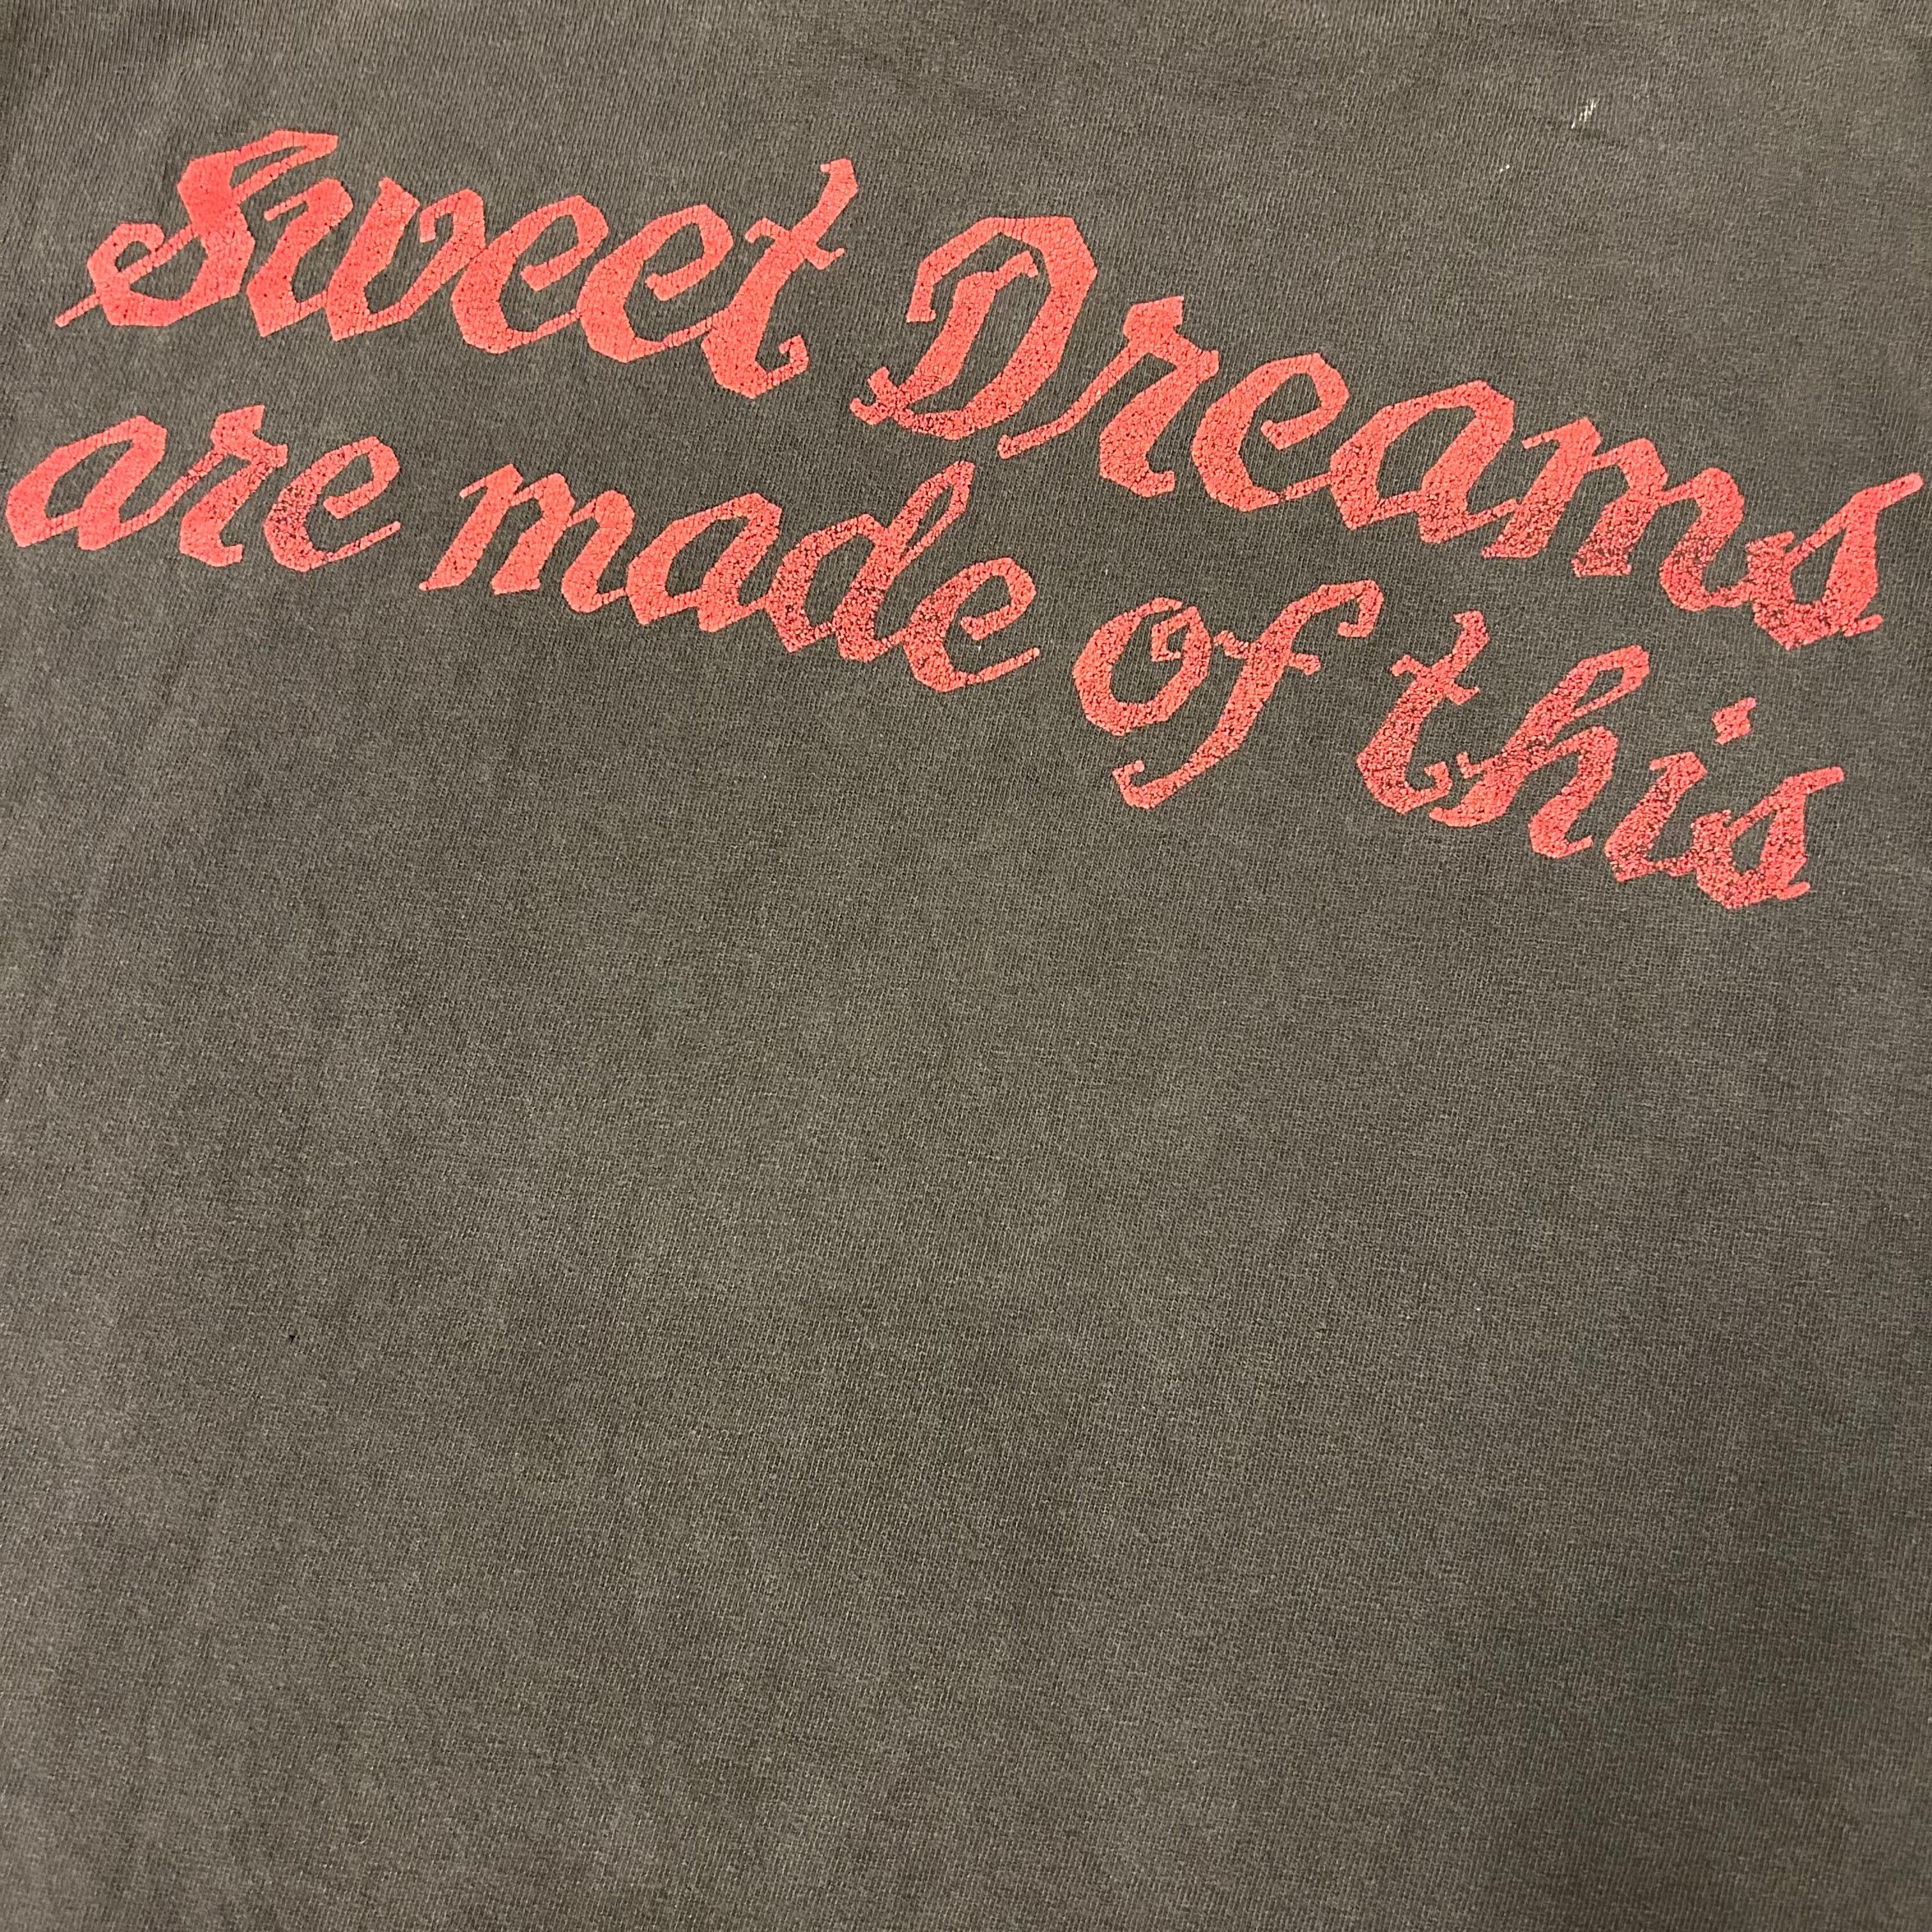 Sweet Dreams
are made of this